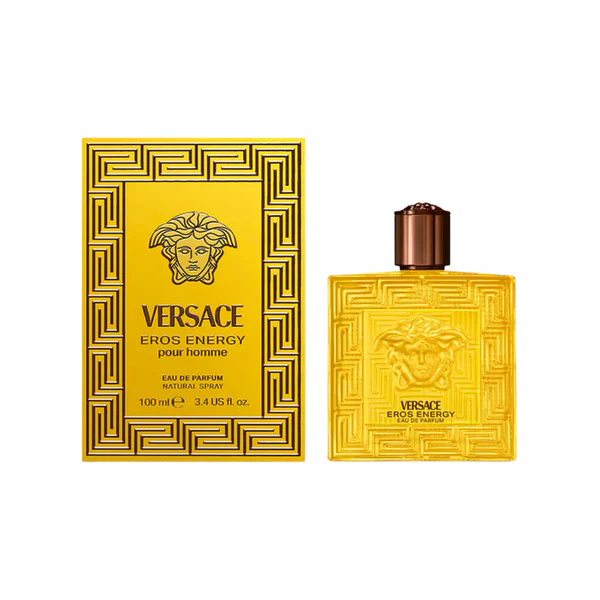 VERSACE
EROS ENERGY
pour homme
EAU DE PARFUM
NATURAL SPRAY
100 ml℮ 3.4 US fl. oz.
VERSACE
EROS ENERGY
EAU DE PARFUM